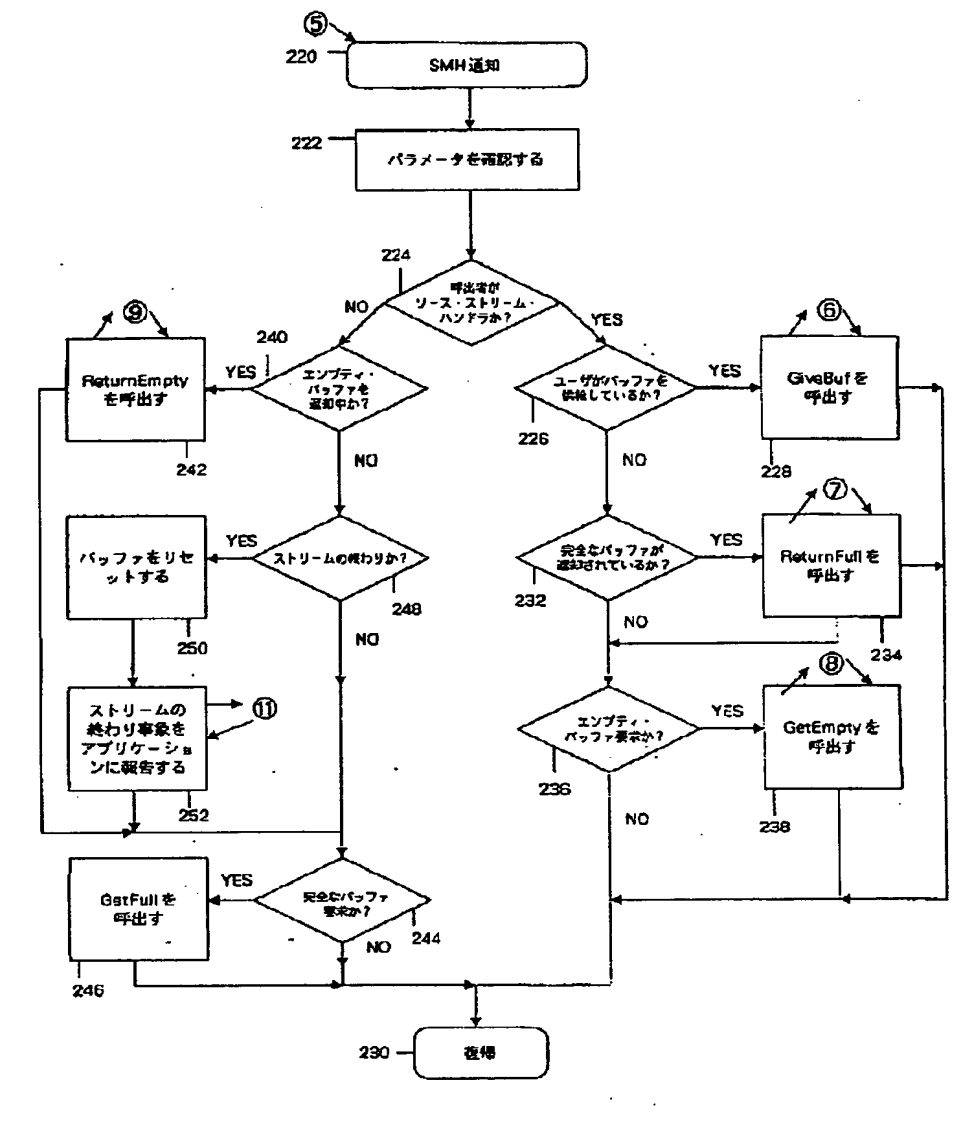 ⑤
220
SMH 通知
222
パラメータを確認する
224
呼出者が
ソース・ストリーム・
ハンドラか?
NO
YES
⑨
240
⑥
ReturnEmpty
を呼出す
YES
エンプティ・
バッファを
返却中か?
ユーザがバッファを
供給しているか?
YES
GiveBufを
呼出す
242
NO
226
NO
228
⑦
バッファをリセ
ットする
YES
ストリームの終わりか?
完全なバッファが
返却されているか?
YES
ReturnFullを
呼出す
250
248
NO
232
NO
234
⑧
ストリームの
終わり事象を
アプリケーショ
ンに報告する
⑪
エンプティ・
バッファ要求か?
YES
GetEmptyを
呼出す
252
236
NO
238
GetFullを
呼出す
YES
完全なバッファ
要求か?
244
NO
246
230
復帰